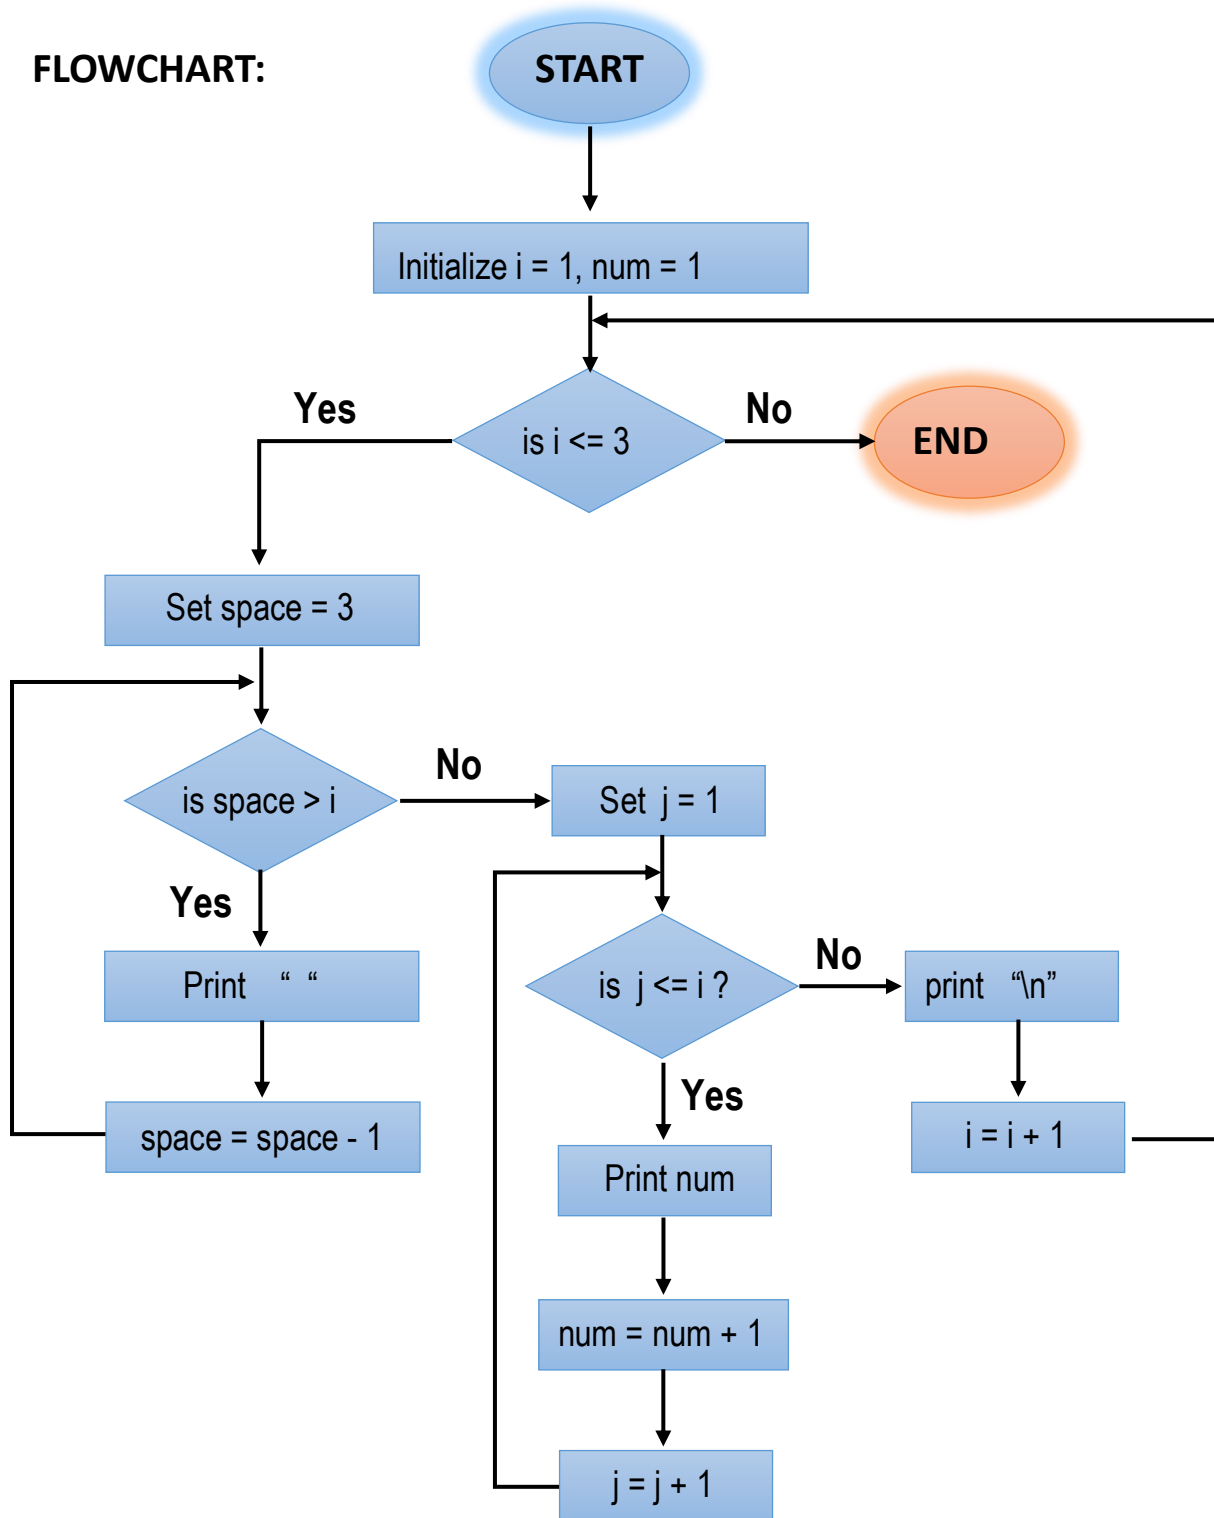 FLOWCHART:
START
Initialize i = 1, num = 1
Yes
is i <= 3
No
END
Set space = 3
is space > i
No
Set j = 1
Yes
Print “ “
space = space - 1
is j <= i ?
No
print “\n”
i = i + 1
Yes
Print num
num = num + 1
j = j + 1